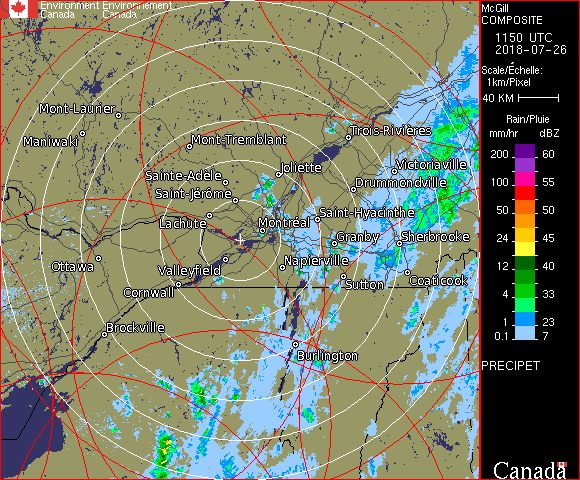 Environment Environnement
Canada Canada
McGill
COMPOSITE
1150 UTC
2018-07-26
Scale/Échelle:
1km/Pixel
40 KM
Rain/Pluie
mm/hr dBZ
200 60
100 55
50 50
24 45
12 40
4 33
1 23
0.1 7
PRECIPET
Canada
Mont-Laurier
Maniwaki
Mont-Tremblant
Trois-Rivières
Sainte-Adèle
Joliette
Victoriaville
Saint-Jérôme
Drummondville
Lachute
Montréal
Saint-Hyacinthe
Granby
Sherbrooke
Ottawa
Valleyfield
Napierville
Cornwall
Sutton
Coaticook
Brockville
Burlington